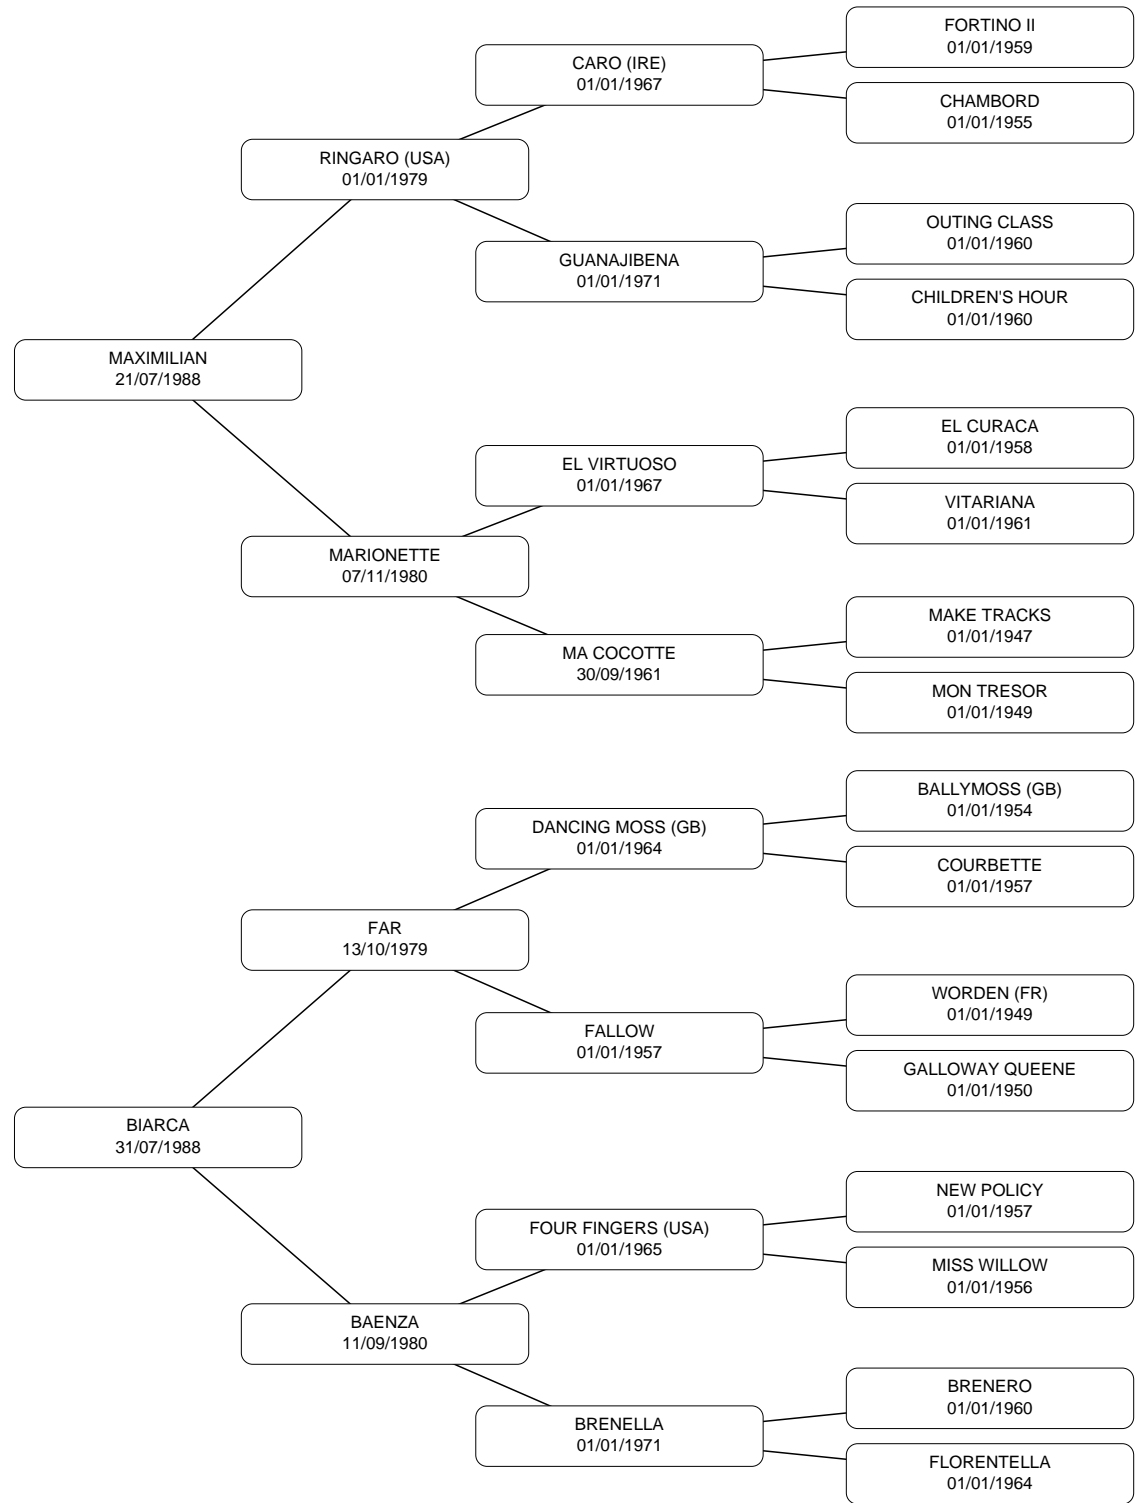 FORTINO II
01/01/1959
CARO (IRE)
01/01/1967
CHAMBORD
01/01/1955
RINGARO (USA)
01/01/1979
OUTING CLASS
01/01/1960
GUANAJIBENA
01/01/1971
CHILDREN'S HOUR
01/01/1960
MAXIMILIAN
21/07/1988
EL CURACA
01/01/1958
EL VIRTUOSO
01/01/1967
VITARIANA
01/01/1961
MARIONETTE
07/11/1980
MAKE TRACKS
01/01/1947
MA COCOTTE
30/09/1961
MON TRESOR
01/01/1949
BALLYMOSS (GB)
01/01/1954
DANCING MOSS (GB)
01/01/1964
COURBETTE
01/01/1957
FAR
13/10/1979
WORDEN (FR)
01/01/1949
FALLOW
01/01/1957
GALLOWAY QUEENE
01/01/1950
BIARCA
31/07/1988
NEW POLICY
01/01/1957
FOUR FINGERS (USA)
01/01/1965
MISS WILLOW
01/01/1956
BAENZA
11/09/1980
BRENERO
01/01/1960
BRENELLA
01/01/1971
FLORENTELLA
01/01/1964